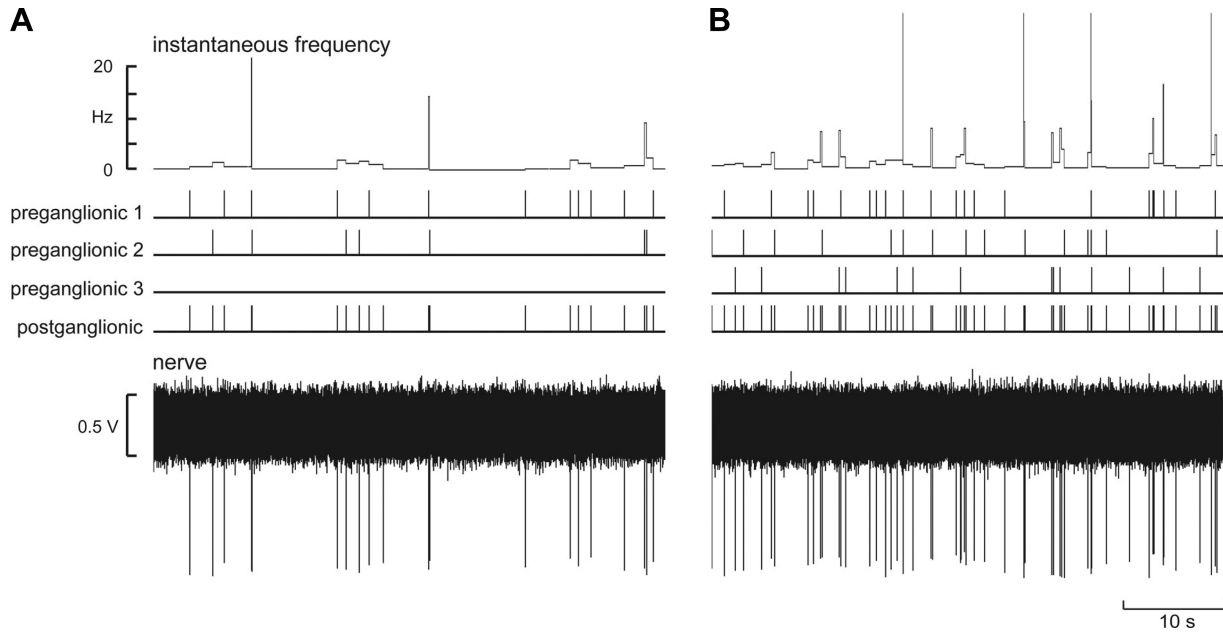 A
B
instantaneous frequency
20
Hz
0
preganglionic 1
preganglionic 2
preganglionic 3
postganglionic
nerve
0.5 V
10 s